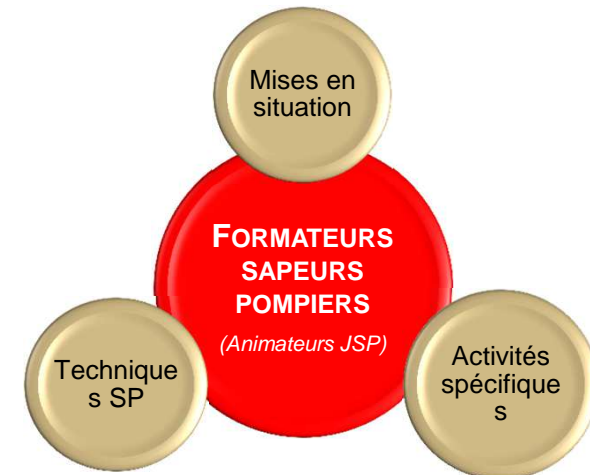 Mises en
situation
FORMATEURS
SAPEURS
POMPIERS
(Animateurs JSP)
Technique
s SP
Activités
spécifique
s